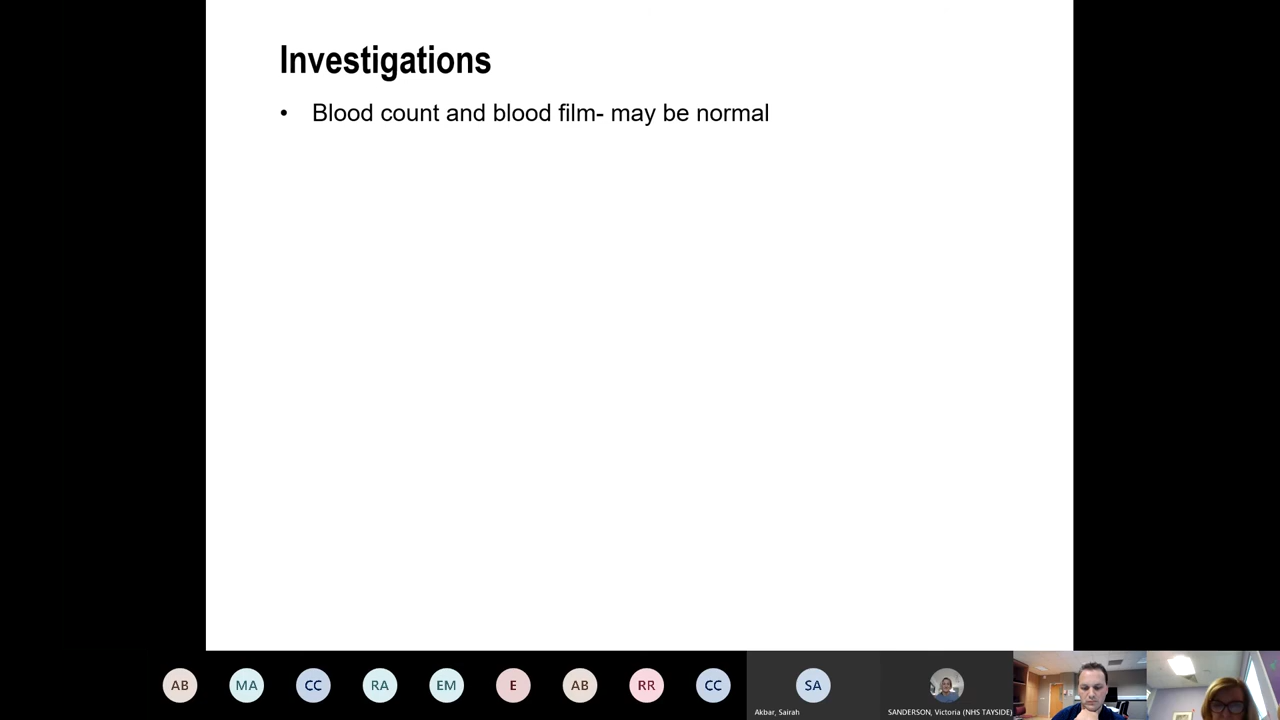 Investigations
• Blood count and blood film- may be normal
AB
MA
CC
RA
EM
E
AB
RR
CC
SA
Akbar, Sairah
SANDERSON, Victoria (NHS TAYSIDE)